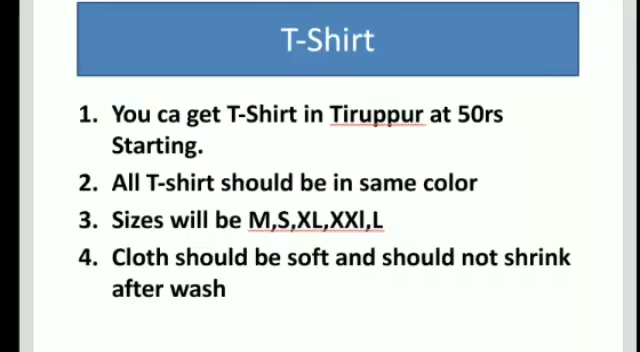 T-Shirt
1. You ca get T-Shirt in Tiruppur at 50rs
Starting.
2. All T-shirt should be in same color
3. Sizes will be M,S,XL,XXl,L
4. Cloth should be soft and should not shrink
after wash